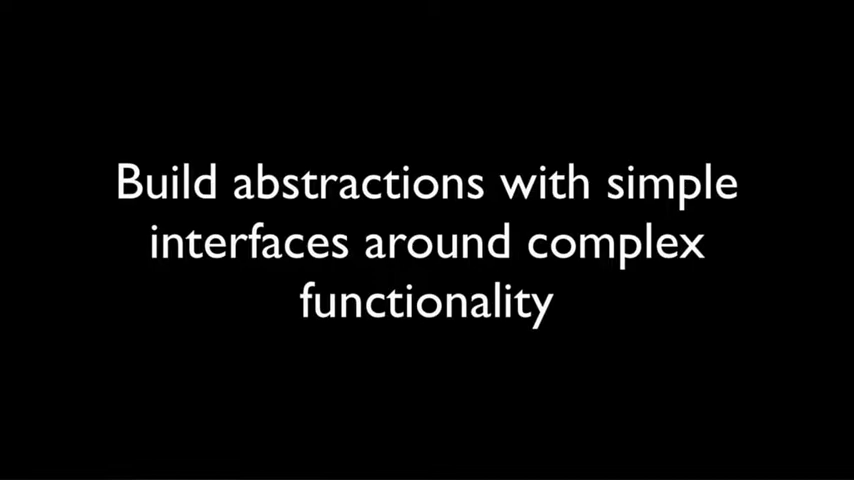 Build abstractions with simple
interfaces around complex
functionality